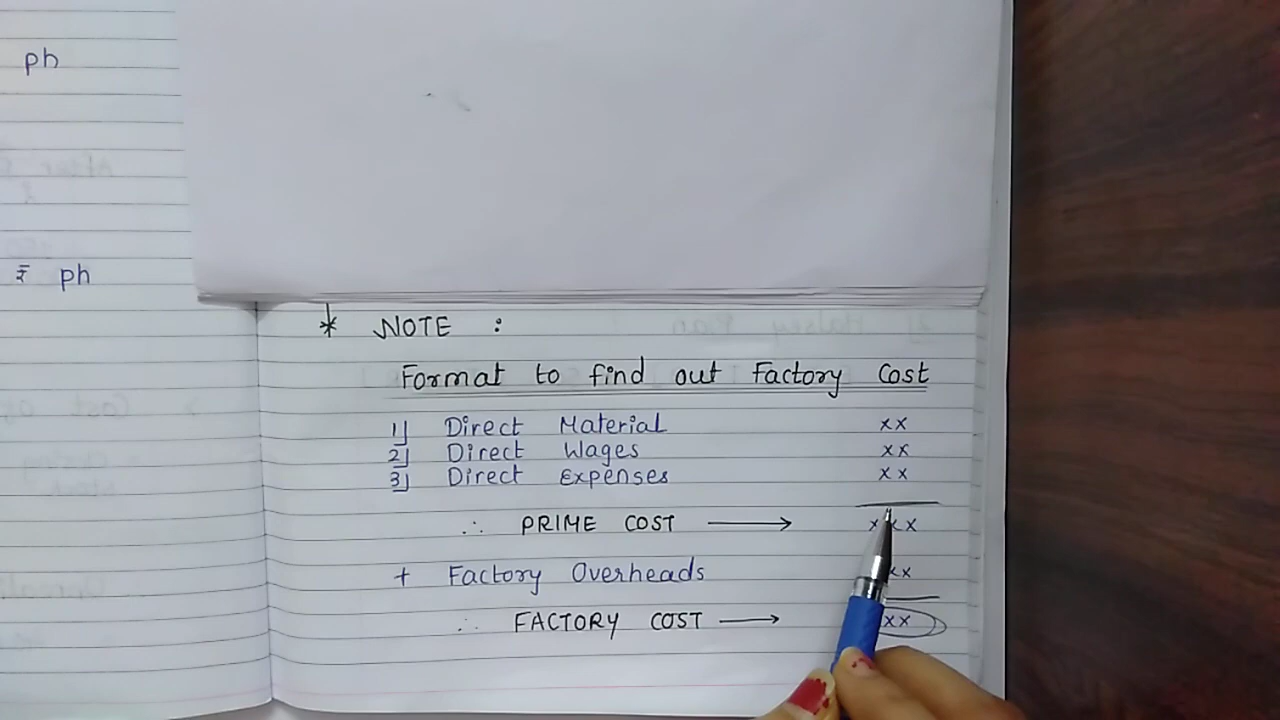 ph
₹ ph
* NOTE :
Format to find out Factory Cost
1] Direct Material xx
2] Direct Wages xx
3] Direct Expenses xx
∴ PRIME COST ⟶ xxx
+ Factory Overheads xx
∴ FACTORY COST ⟶ xx